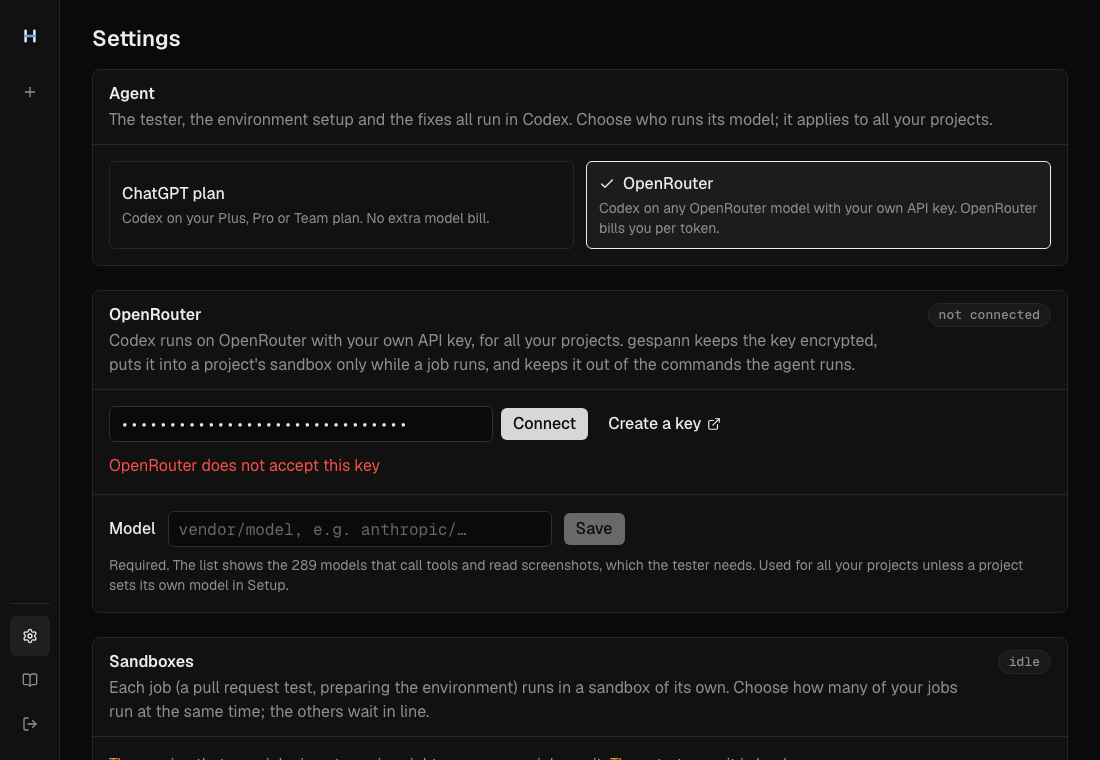 Settings
Agent
The tester, the environment setup and the fixes all run in Codex. Choose who runs its model; it applies to all your projects.
ChatGPT plan
Codex on your Plus, Pro or Team plan. No extra model bill.
OpenRouter
Codex on any OpenRouter model with your own API key. OpenRouter
bills you per token.
OpenRouter
not connected
Codex runs on OpenRouter with your own API key, for all your projects. gespann keeps the key encrypted,
puts it into a project's sandbox only while a job runs, and keeps it out of the commands the agent runs.
Connect
Create a key
OpenRouter does not accept this key
Model
vendor/model, e.g. anthropic/…
Save
Required. The list shows the 289 models that call tools and read screenshots, which the tester needs. Used for all your projects unless a project
sets its own model in Setup.
Sandboxes
idle
Each job (a pull request test, preparing the environment) runs in a sandbox of its own. Choose how many of your jobs
run at the same time; the others wait in line.